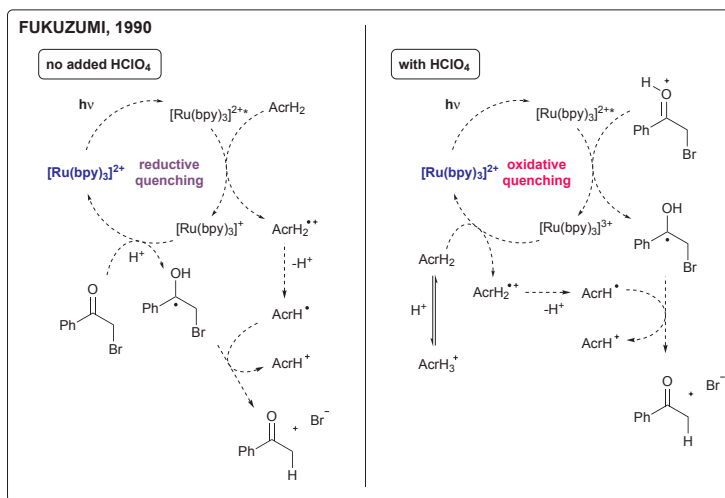 FUKUZUMI, 1990
no added HClO₄
hν
[Ru(bpy)₃]²⁺*
AcrH₂
[Ru(bpy)₃]²⁺
reductive
quenching
[Ru(bpy)₃]⁺
AcrH₂•⁺
H⁺
-H⁺
O
Ph
Br
OH
Ph
•
Br
AcrH•
AcrH⁺
O
Ph
H
+
Br⁻
with HClO₄
hν
[Ru(bpy)₃]²⁺*
H
O
+
Ph
Br
[Ru(bpy)₃]²⁺
oxidative
quenching
[Ru(bpy)₃]³⁺
OH
Ph
•
Br
AcrH₂
H⁺
AcrH₃⁺
AcrH₂•⁺
-H⁺
AcrH•
AcrH⁺
O
Ph
H
+
Br⁻